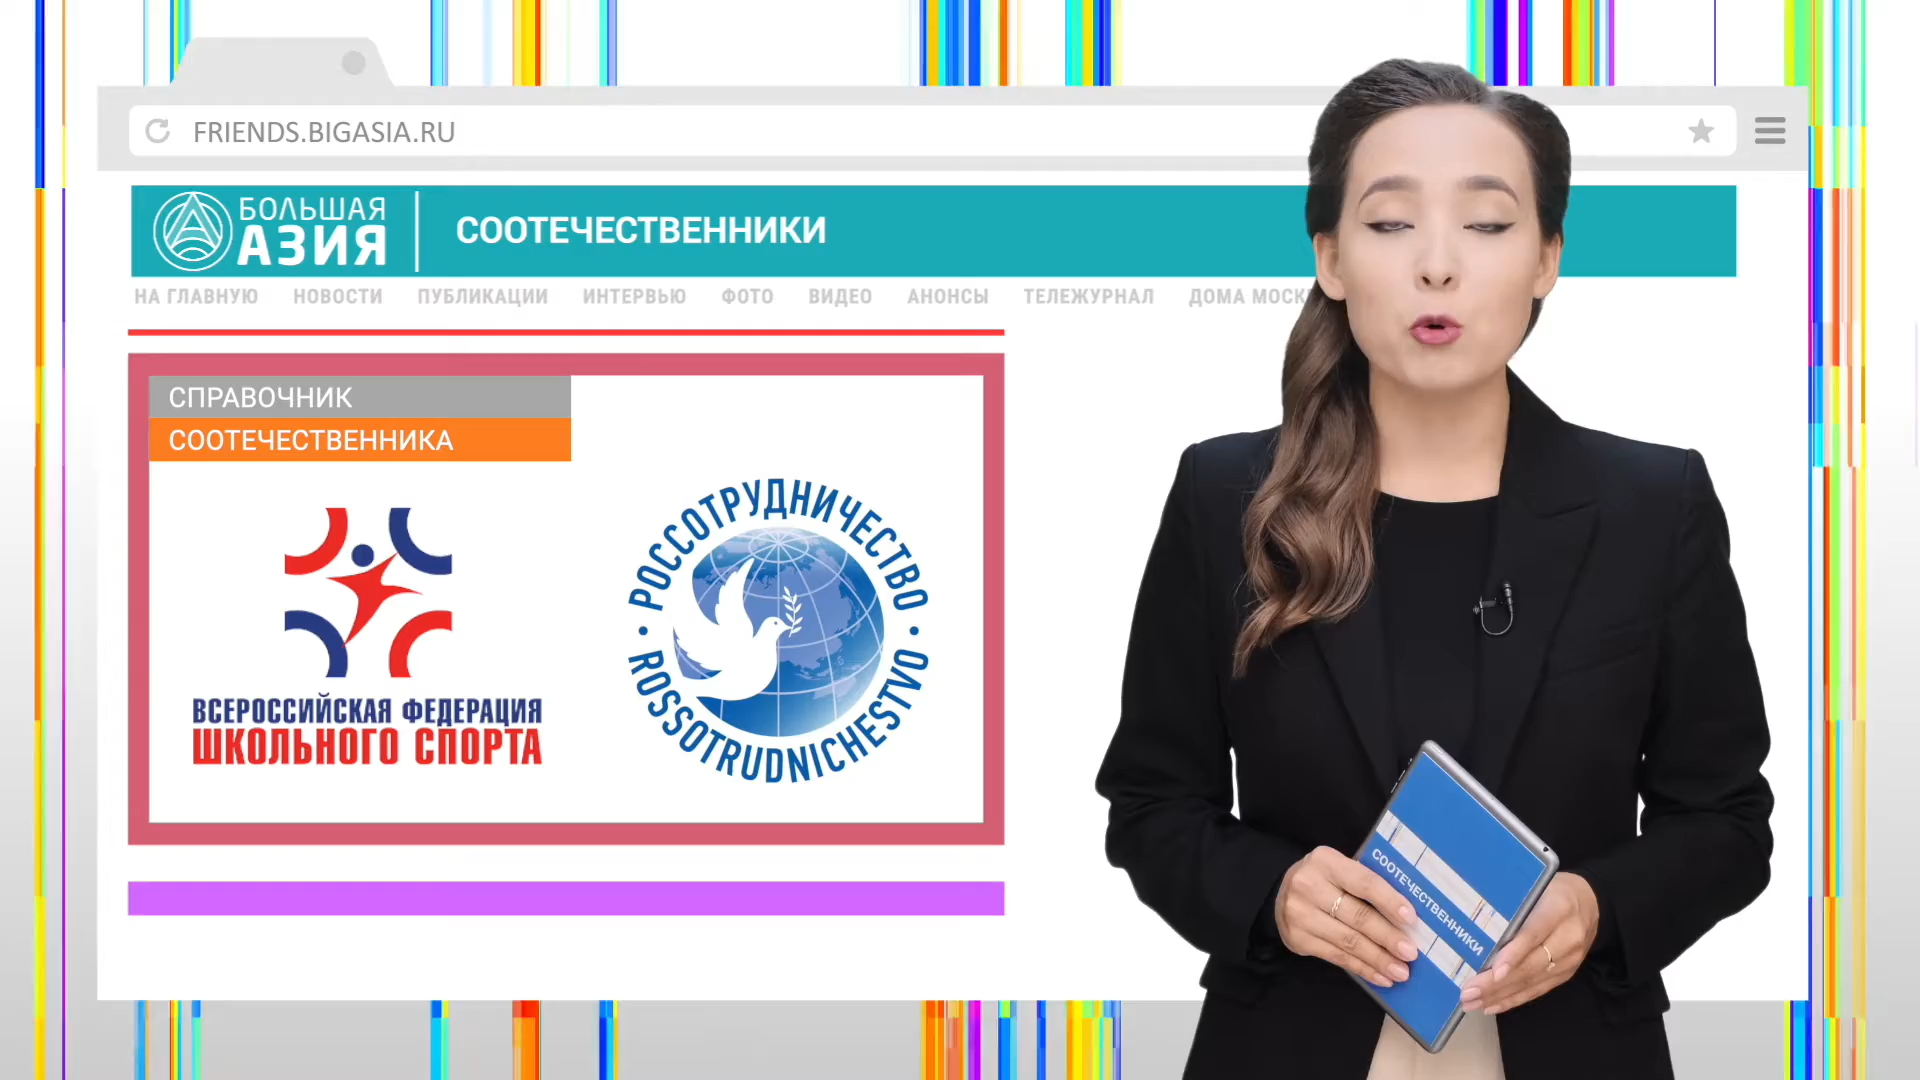 FRIENDS.BIGASIA.RU
БОЛЬШАЯ
АЗИЯ
СООТЕЧЕСТВЕННИКИ
НА ГЛАВНУЮ НОВОСТИ ПУБЛИКАЦИИ ИНТЕРВЬЮ ФОТО ВИДЕО АНОНСЫ ТЕЛЕЖУРНАЛ ДОМА
СПРАВОЧНИК
СООТЕЧЕСТВЕННИКА
ВСЕРОССИЙСКАЯ ФЕДЕРАЦИЯ
ШКОЛЬНОГО СПОРТА
РОССОТРУДНИЧЕСТВО
ROSSOTRUDNICHESTVO
СООТЕЧЕСТВЕННИКИ